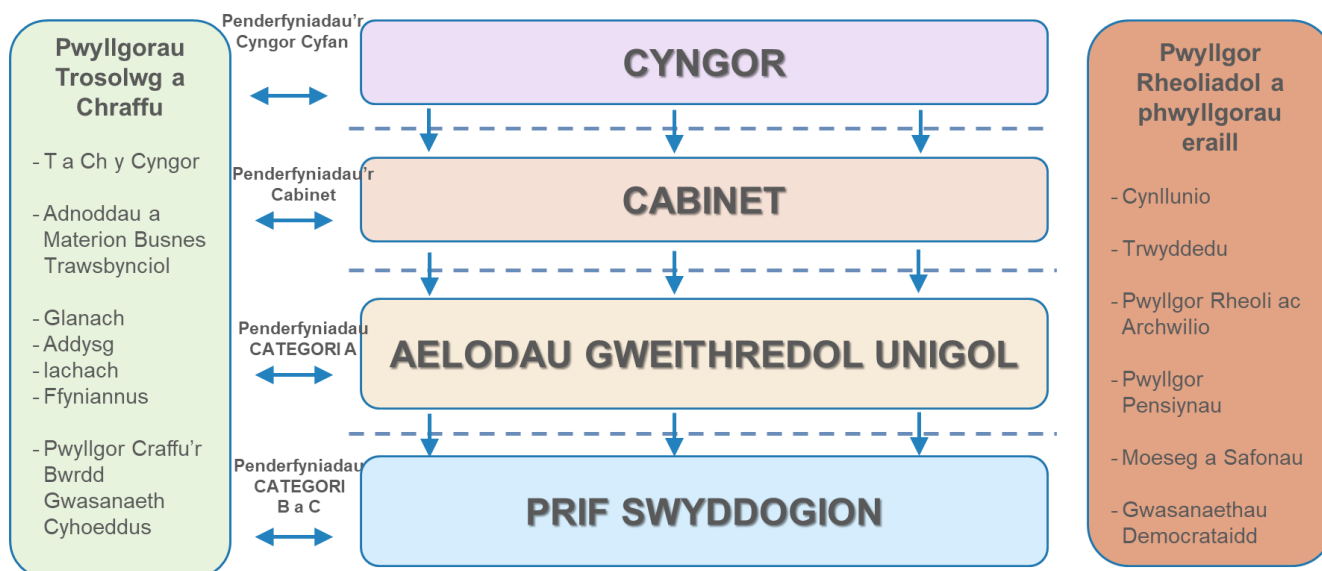 Pwyllgorau
Trosolwg a
Chraffu
- T a Ch y Cyngor
- Adnoddau a
Materion Busnes
Trawsbynciol
- Glanach
- Addysg
- Iachach
- Ffyniannus
- Pwyllgor Craffu’r
Bwrdd
Gwasanaeth
Cyhoeddus
Penderfyniadau’r
Cyngor Cyfan
Penderfyniadau’r
Cabinet
Penderfyniadau
CATEGORI A
Penderfyniadau
CATEGORI
B a C
CYNGOR
CABINET
AELODAU GWEITHREDOL UNIGOL
PRIF SWYDDOGION
Pwyllgor
Rheoliadol a
phwyllgorau
eraill
- Cynllunio
- Trwyddedu
- Pwyllgor Rheoli ac
Archwilio
- Pwyllgor
Pensiynau
- Moeseg a Safonau
- Gwasanaethau
Democrataidd